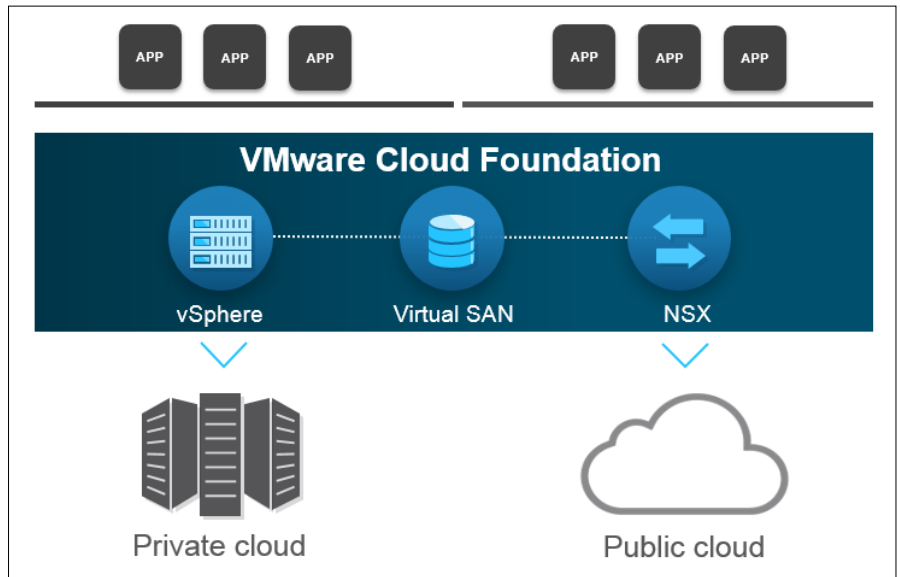 APP APP APP APP APP APP
VMware Cloud Foundation
vSphere Virtual SAN NSX
Private cloud Public cloud